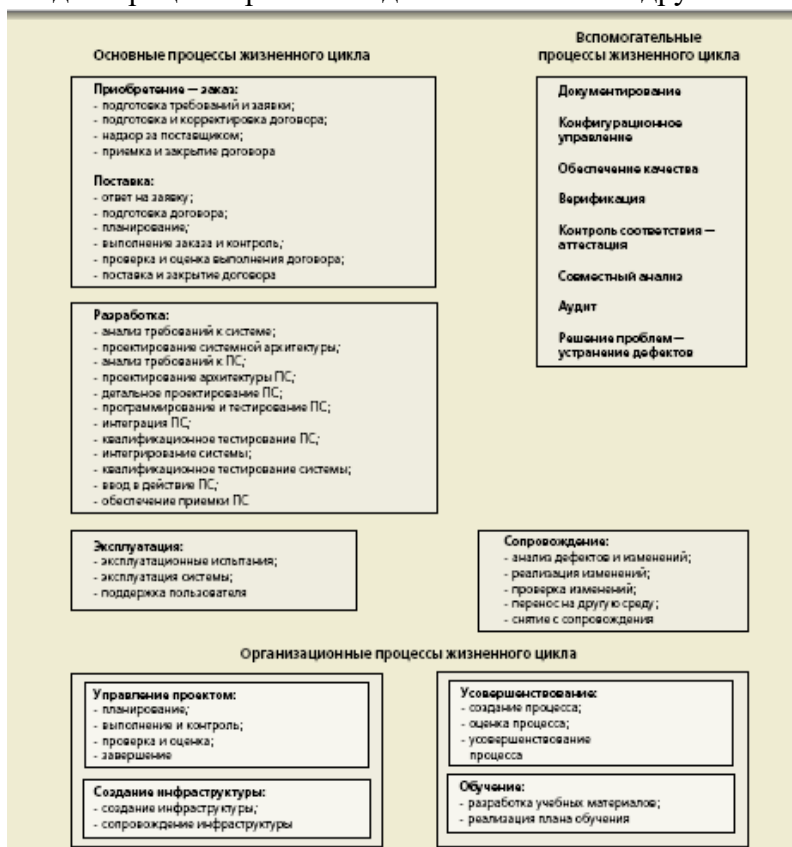 Основные процессы жизненного цикла
Приобретение — заказ:
- подготовка требований и заявки;
- подготовка и корректировка договора;
- надзор за поставщиком;
- приемка и закрытие договора
Поставка:
- ответ на заявку;
- подготовка договора;
- планирование;
- выполнение заказа и контроль;
- проверка и оценка выполнения договора;
- поставка и закрытие договора
Разработка:
- анализ требований к системе;
- проектирование системной архитектуры;
- анализ требований к ПС;
- проектирование архитектуры ПС;
- детальное проектирование ПС;
- программирование и тестирование ПС;
- интеграция ПС;
- квалификационное тестирование ПС;
- интегрирование системы;
- квалификационное тестирование системы;
- ввод в действие ПС;
- обеспечение приемки ПС
Эксплуатация:
- эксплуатационные испытания;
- эксплуатация системы;
- поддержка пользователя
Вспомогательные
процессы жизненного цикла
Документирование
Конфигурационное
управление
Обеспечение качества
Верификация
Контроль соответствия —
аттестация
Совместный анализ
Аудит
Решение проблем —
устранение дефектов
Сопровождение:
- анализ дефектов и изменений;
- реализация изменений;
- проверка изменений;
- перенос на другую среду;
- снятие с сопровождения
Организационные процессы жизненного цикла
Управление проектом:
- планирование;
- выполнение и контроль;
- проверка и оценка;
- завершение
Создание инфраструктуры:
- создание инфраструктуры;
- сопровождение инфраструктуры
Усовершенствование:
- создание процесса;
- оценка процесса;
- усовершенствование
процесса
Обучение:
- разработка учебных материалов;
- реализация плана обучения